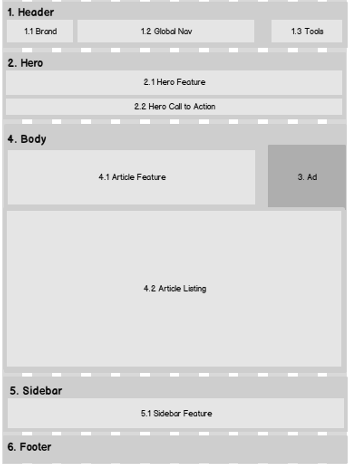 1. Header
1.1 Brand
1.2 Global Nav
1.3 Tools
2. Hero
2.1 Hero Feature
2.2 Hero Call to Action
4. Body
4.1 Article Feature
3. Ad
4.2 Article Listing
5. Sidebar
5.1 Sidebar Feature
6. Footer